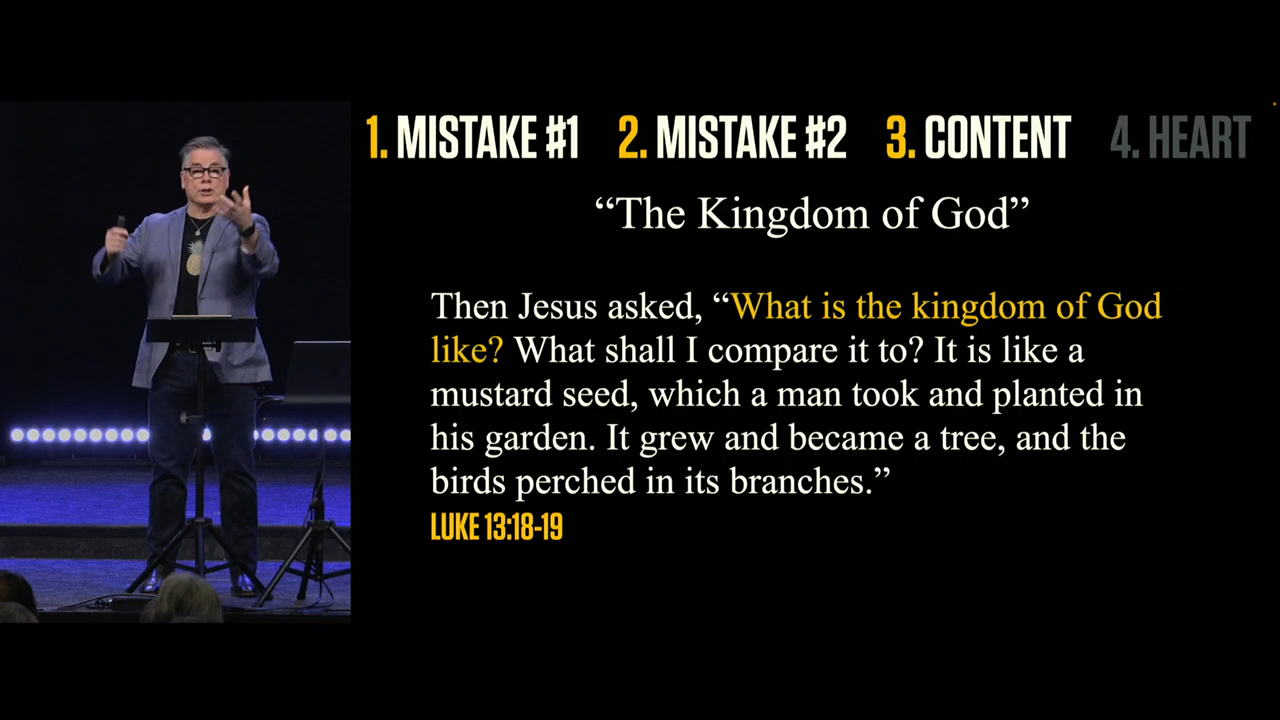 1. MISTAKE #1 2. MISTAKE #2 3. CONTENT 4. HEART
“The Kingdom of God”
Then Jesus asked, “What is the kingdom of God
like? What shall I compare it to? It is like a
mustard seed, which a man took and planted in
his garden. It grew and became a tree, and the
birds perched in its branches.”
LUKE 13:18-19